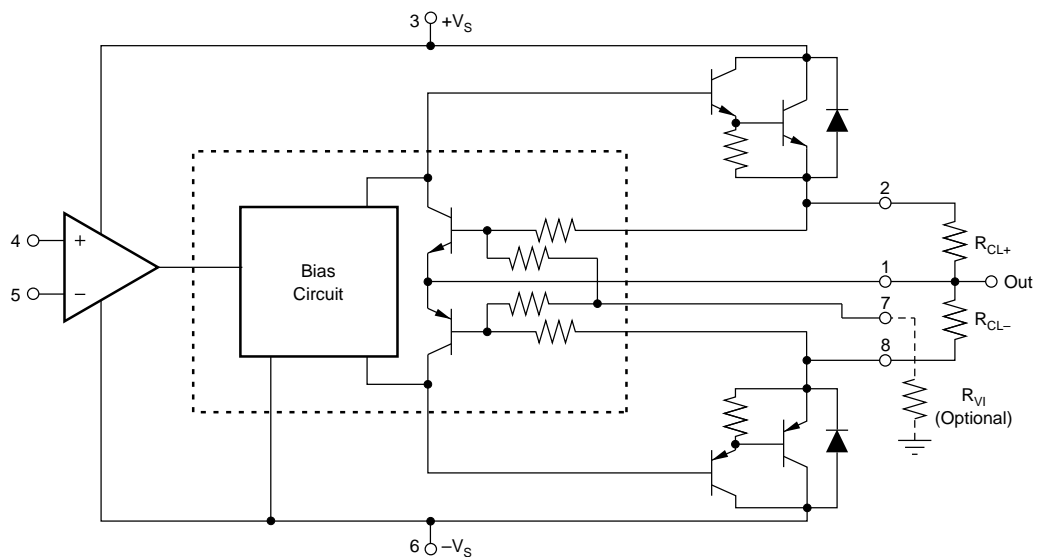 3 +VS
2
4 +
RCL+
5 −
Bias
Circuit
1
Out
7
RCL−
8
RVI
(Optional)
6 −VS